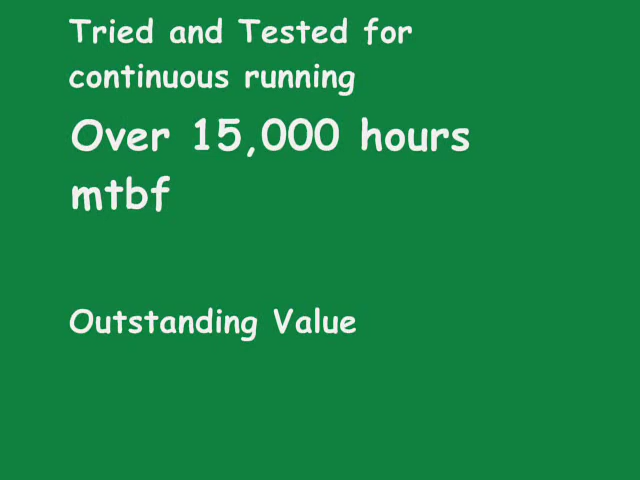 Tried and Tested for
continuous running
Over 15,000 hours
mtbf
Outstanding Value